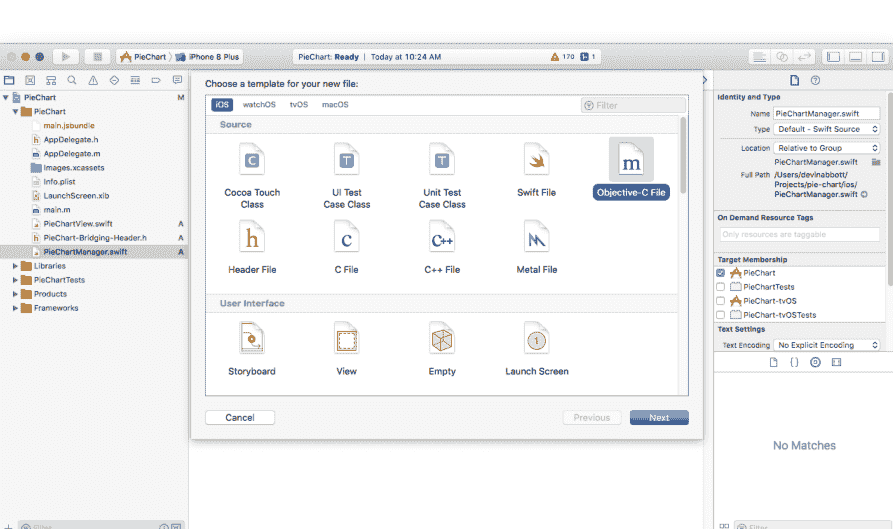 PieChart
iPhone 8 Plus
PieChart: Ready | Today at 10:24 AM
170
1
PieChart
M
PieChart
main.jsbundle
AppDelegate.h
AppDelegate.m
Images.xcassets
Info.plist
LaunchScreen.xib
main.m
PieChartView.swift
A
PieChart-Bridging-Header.h
A
PieChartManager.swift
A
Libraries
PieChartTests
Products
Frameworks
Filter
Choose a template for your new file:
iOS
watchOS
tvOS
macOS
Filter
Source
C
T
T
m
Cocoa Touch
Class
UI Test
Case Class
Unit Test
Case Class
Swift File
Objective-C File
h
c
C++
Header File
C File
C++ File
Metal File
User Interface
1
Storyboard
View
Empty
Launch Screen
Cancel
Previous
Next
Identity and Type
Name
PieChartManager.swift
Type
Default - Swift Source
Location
Relative to Group
PieChartManager.swift
Full Path
/Users/devinabbott/
Projects/pie-chart/ios/
PieChartManager.swift
On Demand Resource Tags
Only resources are taggable
Target Membership
PieChart
PieChartTests
PieChart-tvOS
PieChart-tvOSTests
Text Settings
Text Encoding
No Explicit Encoding
{ }
No Matches
Filter